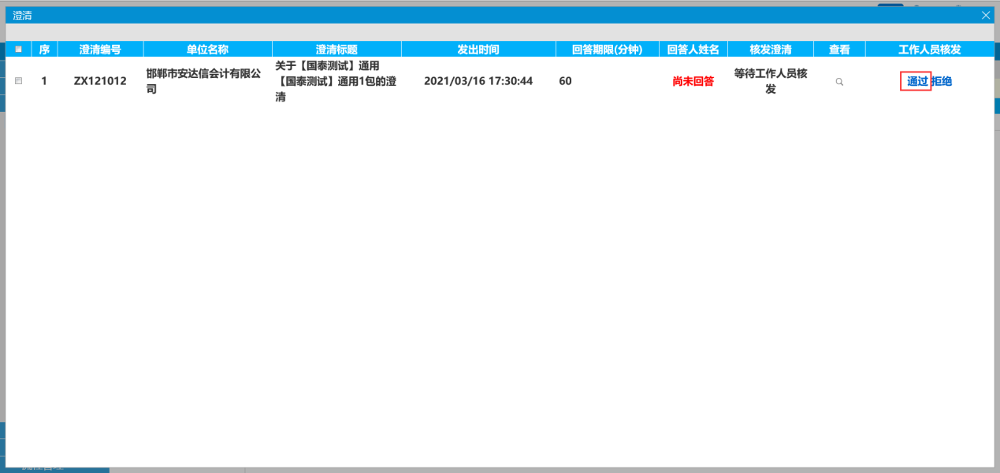 澄清
序 澄清编号 单位名称 澄清标题 发出时间 回答期限(分钟) 回答人姓名 核发澄清 查看 工作人员核发
1 ZX121012 邯郸市安达信会计有限公
司
关于【国泰测试】通用
【国泰测试】通用1包的澄
清
2021/03/16 17:30:44 60 尚未回答 等待工作人员核
发
通过 拒绝